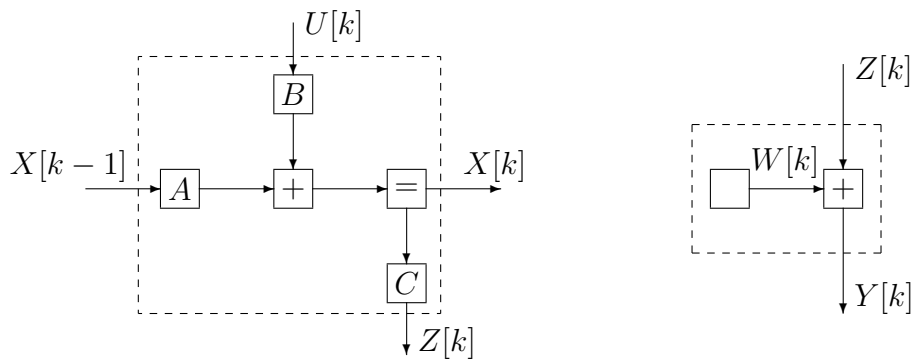 U[k]
B
Z[k]
X[k − 1]
A
+
=
X[k]
W[k]
+
C
Z[k]
Y[k]